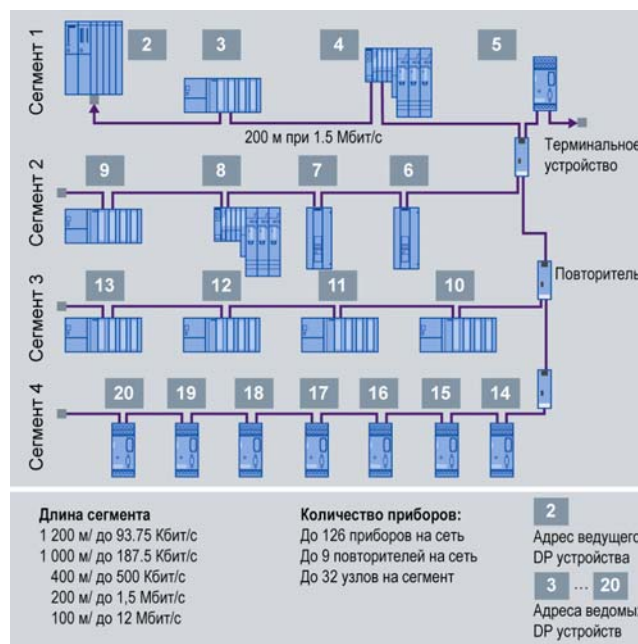 Сегмент 1
2
3
4
5
200 м при 1.5 Мбит/с
Терминальное
устройство
Сегмент 2
9
8
7
6
Повторитель
Сегмент 3
13
12
11
10
Сегмент 4
20
19
18
17
16
15
14
Длина сегмента
1 200 м/ до 93.75 Кбит/с
1 000 м/ до 187.5 Кбит/с
400 м/ до 500 Кбит/с
200 м/ до 1,5 Мбит/с
100 м/ до 12 Мбит/с
Количество приборов:
До 126 приборов на сеть
До 9 повторителей на сеть
До 32 узлов на сегмент
2
Адрес ведущего
DP устройства
3 ... 20
Адреса ведомых
DP устройств